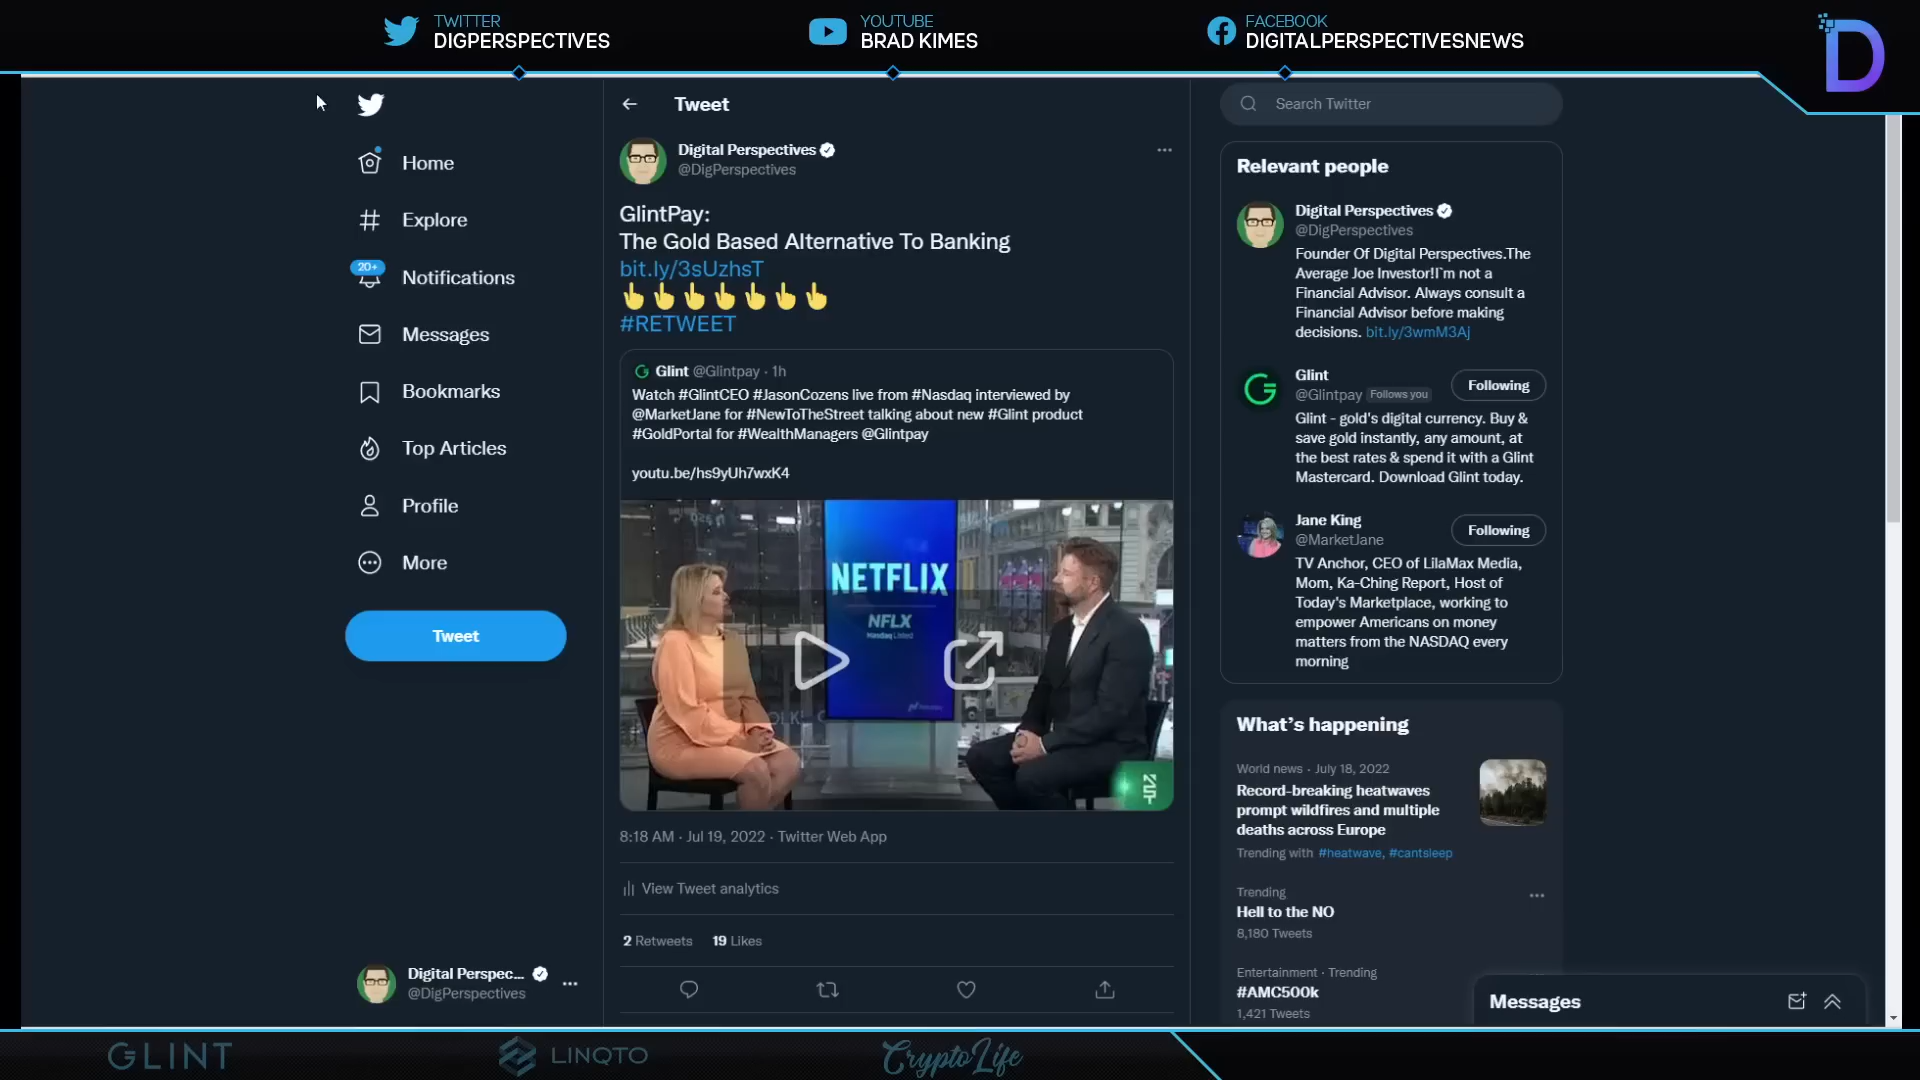 TWITTER
DIGPERSPECTIVES
YOUTUBE
BRAD KIMES
FACEBOOK
DIGITALPERSPECTIVESNEWS
D
Home
Explore
20+
Notifications
Messages
Bookmarks
Top Articles
Profile
More
Tweet
Digital Perspec...
@DigPerspectives
Tweet
Digital Perspectives
@DigPerspectives
GlintPay:
The Gold Based Alternative To Banking
bit.ly/3sUzhsT
#RETWEET
Glint @Glintpay · 1h
Watch #GlintCEO #JasonCozens live from #Nasdaq interviewed by
@MarketJane for #NewToTheStreet talking about new #Glint product
#GoldPortal for #WealthManagers @Glintpay
youtu.be/hs9yUh7wxK4
NETFLIX
NFLX
Nasdaq Listed
8:18 AM · Jul 19, 2022 · Twitter Web App
View Tweet analytics
2 Retweets 19 Likes
Search Twitter
Relevant people
Digital Perspectives
@DigPerspectives
Founder Of Digital Perspectives.The
Average Joe Investor!I`m not a
Financial Advisor. Always consult a
Financial Advisor before making
decisions. bit.ly/3wmM3Aj
Glint
@Glintpay Follows you
Following
Glint - gold's digital currency. Buy &
save gold instantly, any amount, at
the best rates & spend it with a Glint
Mastercard. Download Glint today.
Jane King
@MarketJane
Following
TV Anchor, CEO of LilaMax Media,
Mom, Ka-Ching Report, Host of
Today's Marketplace, working to
empower Americans on money
matters from the NASDAQ every
morning
What's happening
World news · July 18, 2022
Record-breaking heatwaves
prompt wildfires and multiple
deaths across Europe
Trending with #heatwave, #cantsleep
Trending
Hell to the NO
8,180 Tweets
Entertainment · Trending
#AMC500k
1,421 Tweets
Messages
GLINT
LINQTO
CryptoLife